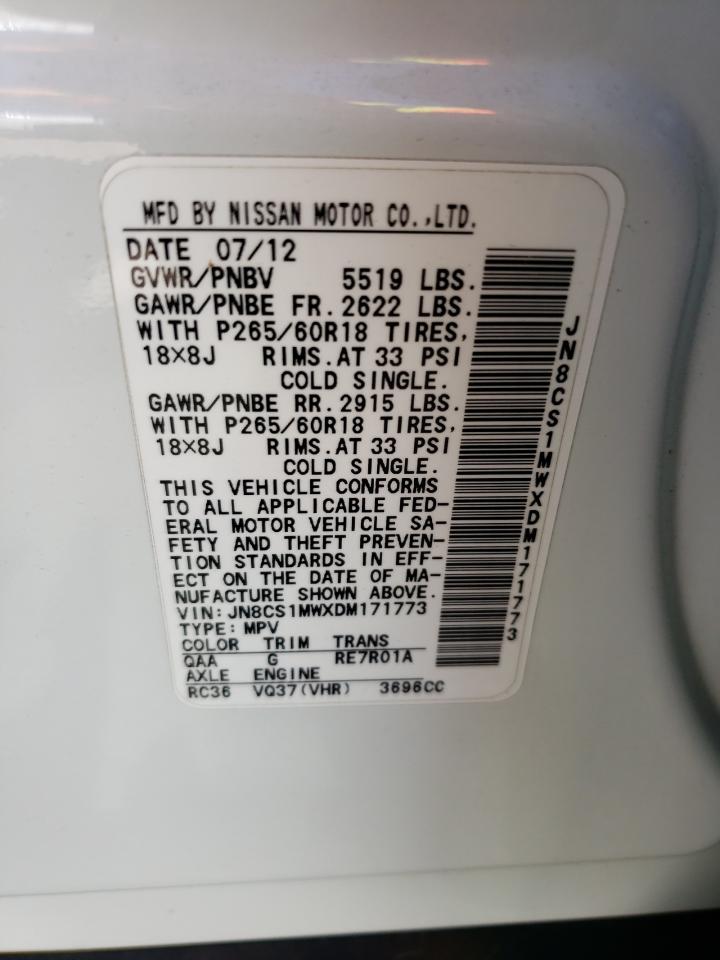 MFD BY NISSAN MOTOR CO.,LTD.
DATE 07/12
GVWR/PNBV 5519 LBS.
GAWR/PNBE FR. 2622 LBS.
WITH P265/60R18 TIRES,
18×8J RIMS. AT 33 PSI
COLD SINGLE.
GAWR/PNBE RR. 2915 LBS.
WITH P265/60R18 TIRES,
18×8J RIMS. AT 33 PSI
COLD SINGLE.
THIS VEHICLE CONFORMS
TO ALL APPLICABLE FED-
ERAL MOTOR VEHICLE SA-
FETY AND THEFT PREVEN-
TION STANDARDS IN EFF-
ECT ON THE DATE OF MA-
NUFACTURE SHOWN ABOVE.
VIN: JN8CS1MWXDM171773
TYPE: MPV
COLOR TRIM TRANS
QAA G RE7R01A
AXLE ENGINE
RC36 VQ37(VHR) 3696CC
JN8CS1MWXDM171773